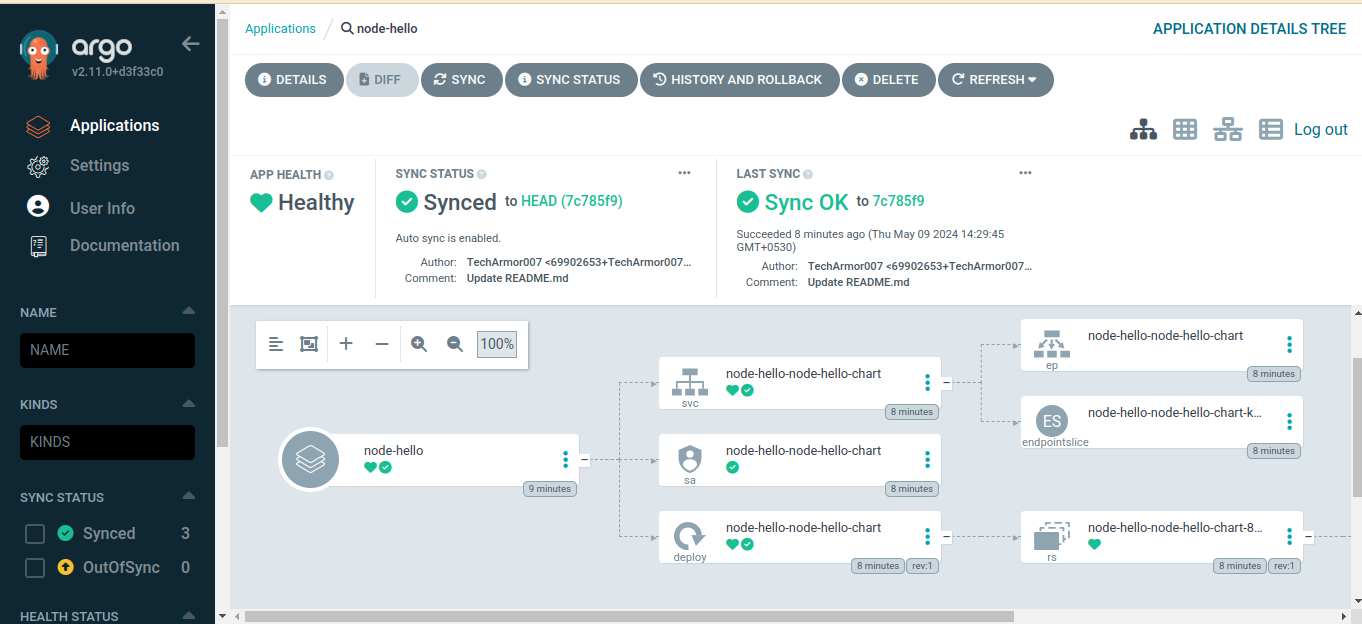 argo
v2.11.0+d3f33c0
Applications
Settings
User Info
Documentation
NAME
NAME
KINDS
KINDS
SYNC STATUS
Synced 3
OutOfSync 0
HEALTH STATUS
Applications / node-hello
APPLICATION DETAILS TREE
DETAILS DIFF SYNC SYNC STATUS HISTORY AND ROLLBACK DELETE REFRESH
Log out
APP HEALTH
Healthy
SYNC STATUS
Synced to HEAD (7c785f9)
Auto sync is enabled.
Author: TechArmor007 <69902653+TechArmor007...
Comment: Update README.md
LAST SYNC
Sync OK to 7c785f9
Succeeded 8 minutes ago (Thu May 09 2024 14:29:45
GMT+0530)
Author: TechArmor007 <69902653+TechArmor007...
Comment: Update README.md
100%
node-hello
9 minutes
node-hello-node-hello-chart
svc
8 minutes
node-hello-node-hello-chart
sa
8 minutes
node-hello-node-hello-chart
deploy
8 minutes rev:1
node-hello-node-hello-chart
ep
8 minutes
ES
node-hello-node-hello-chart-k...
endpointslice
8 minutes
node-hello-node-hello-chart-8...
rs
8 minutes rev:1